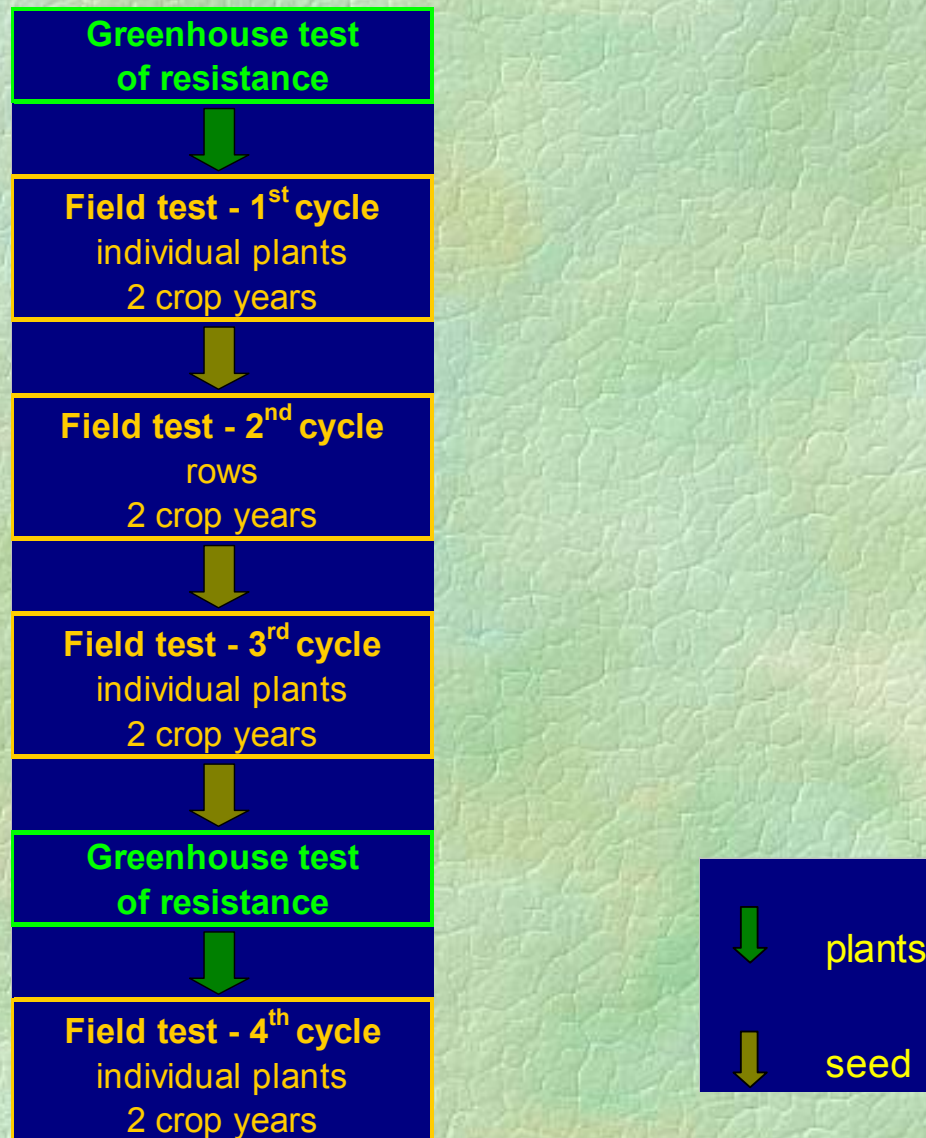 Greenhouse test
of resistance
Field test - 1st cycle
individual plants
2 crop years
Field test - 2nd cycle
rows
2 crop years
Field test - 3rd cycle
individual plants
2 crop years
Greenhouse test
of resistance
Field test - 4th cycle
individual plants
2 crop years
plants
seed